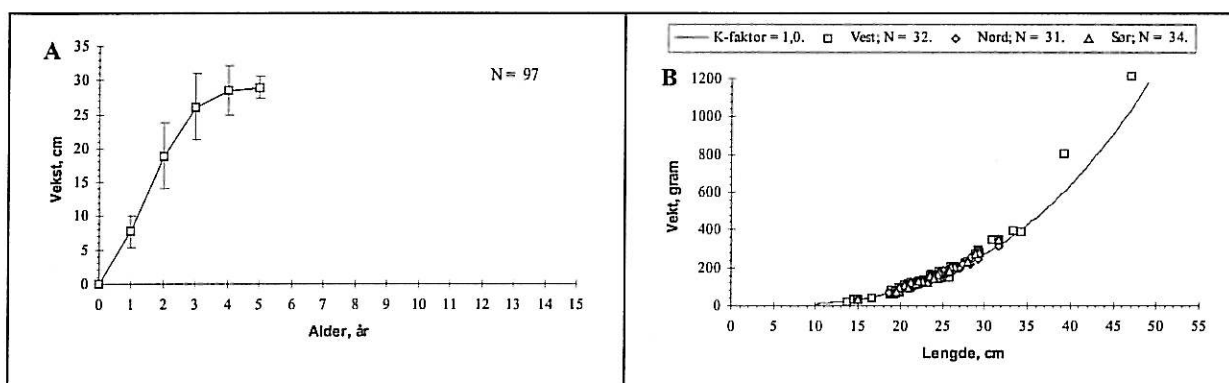 A
N = 97
35
30
25
20
15
10
5
0
Vekst, cm
0 1 2 3 4 5 6 7 8 9 10 11 12 13 14 15
Alder, år
K-faktor = 1,0. Vest; N = 32. Nord; N = 31. Sør; N = 34.
B
1200
1000
800
600
400
200
0
Vekt, gram
0 5 10 15 20 25 30 35 40 45 50 55
Lengde, cm